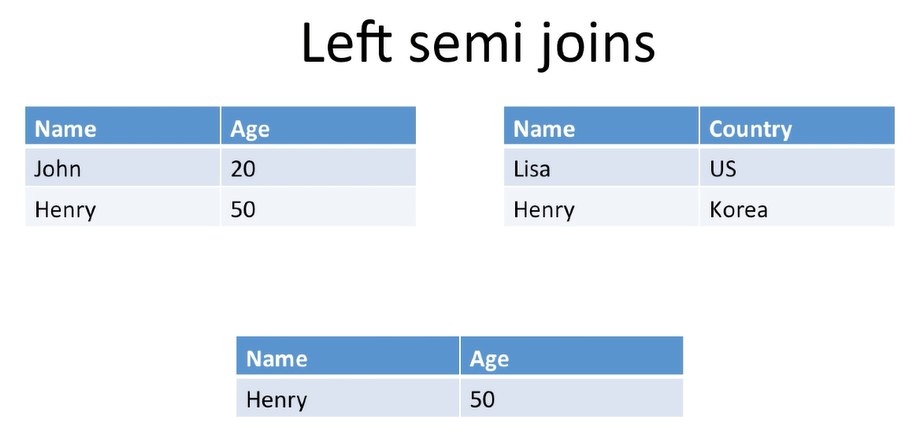 Left semi joins
Name Age Name Country
John 20 Lisa US
Henry 50 Henry Korea
Name Age
Henry 50